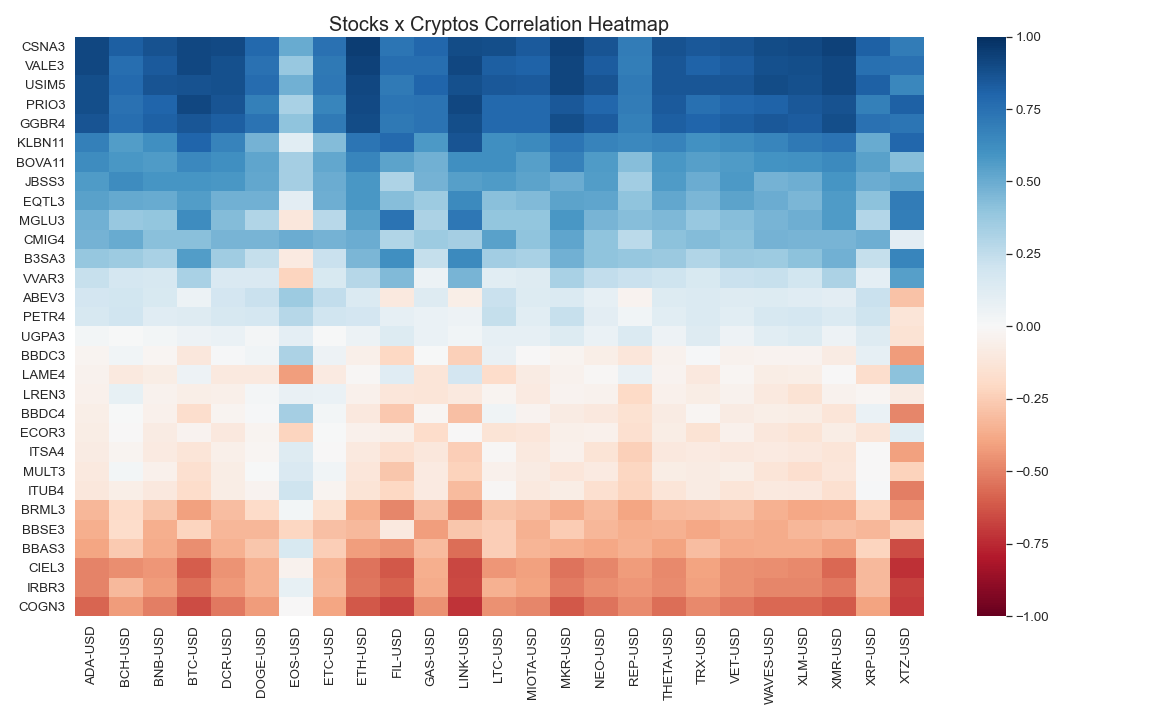 Stocks x Cryptos Correlation Heatmap
CSNA3
VALE3
USIM5
PRIO3
GGBR4
KLBN11
BOVA11
JBSS3
EQTL3
MGLU3
CMIG4
B3SA3
VVAR3
ABEV3
PETR4
UGPA3
BBDC3
LAME4
LREN3
BBDC4
ECOR3
ITSA4
MULT3
ITUB4
BRML3
BBSE3
BBAS3
CIEL3
IRBR3
COGN3
ADA-USD
BCH-USD
BNB-USD
BTC-USD
DCR-USD
DOGE-USD
EOS-USD
ETC-USD
ETH-USD
FIL-USD
GAS-USD
LINK-USD
LTC-USD
MIOTA-USD
MKR-USD
NEO-USD
REP-USD
THETA-USD
TRX-USD
VET-USD
WAVES-USD
XLM-USD
XMR-USD
XRP-USD
XTZ-USD
1.00
0.75
0.50
0.25
0.00
−0.25
−0.50
−0.75
−1.00